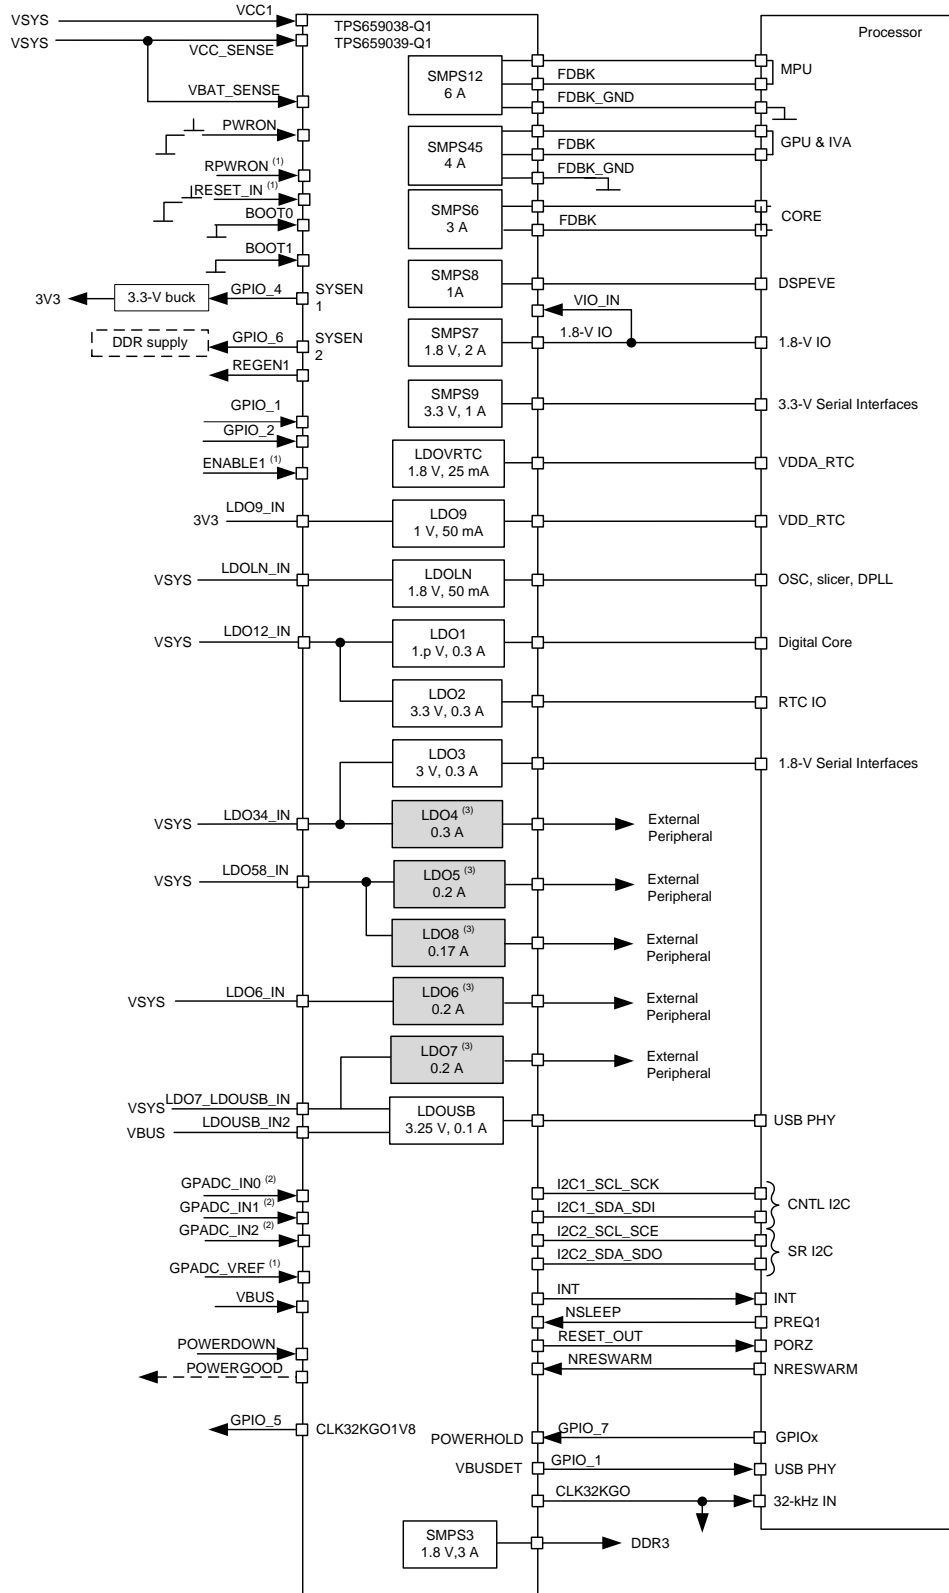 VSYS
VCC1
VSYS
VCC_SENSE
VBAT_SENSE
PWRON
RPWRON (1)
RESET_IN (1)
BOOT0
BOOT1
3V3
3.3-V buck
GPIO_4
SYSEN
1
DDR supply
GPIO_6
SYSEN
2
REGEN1
GPIO_1
GPIO_2
ENABLE1 (1)
3V3
LDO9_IN
VSYS
LDOLN_IN
VSYS
LDO12_IN
VSYS
LDO34_IN
VSYS
LDO58_IN
VSYS
LDO6_IN
VSYS
LDO7_LDOUSB_IN
VBUS
LDOUSB_IN2
GPADC_IN0 (2)
GPADC_IN1 (2)
GPADC_IN2 (2)
GPADC_VREF (1)
VBUS
POWERDOWN
POWERGOOD
GPIO_5
CLK32KGO1V8
TPS659038-Q1
TPS659039-Q1
SMPS12
6 A
SMPS45
4 A
SMPS6
3 A
SMPS8
1A
SMPS7
1.8 V, 2 A
SMPS9
3.3 V, 1 A
LDOVRTC
1.8 V, 25 mA
LDO9
1 V, 50 mA
LDOLN
1.8 V, 50 mA
LDO1
1.p V, 0.3 A
LDO2
3.3 V, 0.3 A
LDO3
3 V, 0.3 A
LDO4 (3)
0.3 A
LDO5 (3)
0.2 A
LDO8 (3)
0.17 A
LDO6 (3)
0.2 A
LDO7 (3)
0.2 A
LDOUSB
3.25 V, 0.1 A
POWERHOLD
VBUSDET
SMPS3
1.8 V,3 A
FDBK
FDBK_GND
FDBK
FDBK_GND
FDBK
VIO_IN
1.8-V IO
External
Peripheral
External
Peripheral
External
Peripheral
External
Peripheral
External
Peripheral
I2C1_SCL_SCK
I2C1_SDA_SDI
I2C2_SCL_SCE
I2C2_SDA_SDO
INT
NSLEEP
RESET_OUT
NRESWARM
GPIO_7
GPIO_1
CLK32KGO
DDR3
Processor
MPU
GPU & IVA
CORE
DSPEVE
1.8-V IO
3.3-V Serial Interfaces
VDDA_RTC
VDD_RTC
OSC, slicer, DPLL
Digital Core
RTC IO
1.8-V Serial Interfaces
USB PHY
CNTL I2C
SR I2C
INT
PREQ1
PORZ
NRESWARM
GPIOx
USB PHY
32-kHz IN